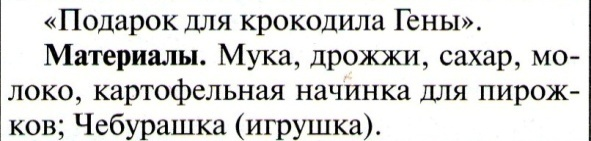 «Подарок для крокодила Гены».
Материалы. Мука, дрожжи, сахар, мо-
локо, картофельная начинка для пирож-
ков; Чебурашка (игрушка).